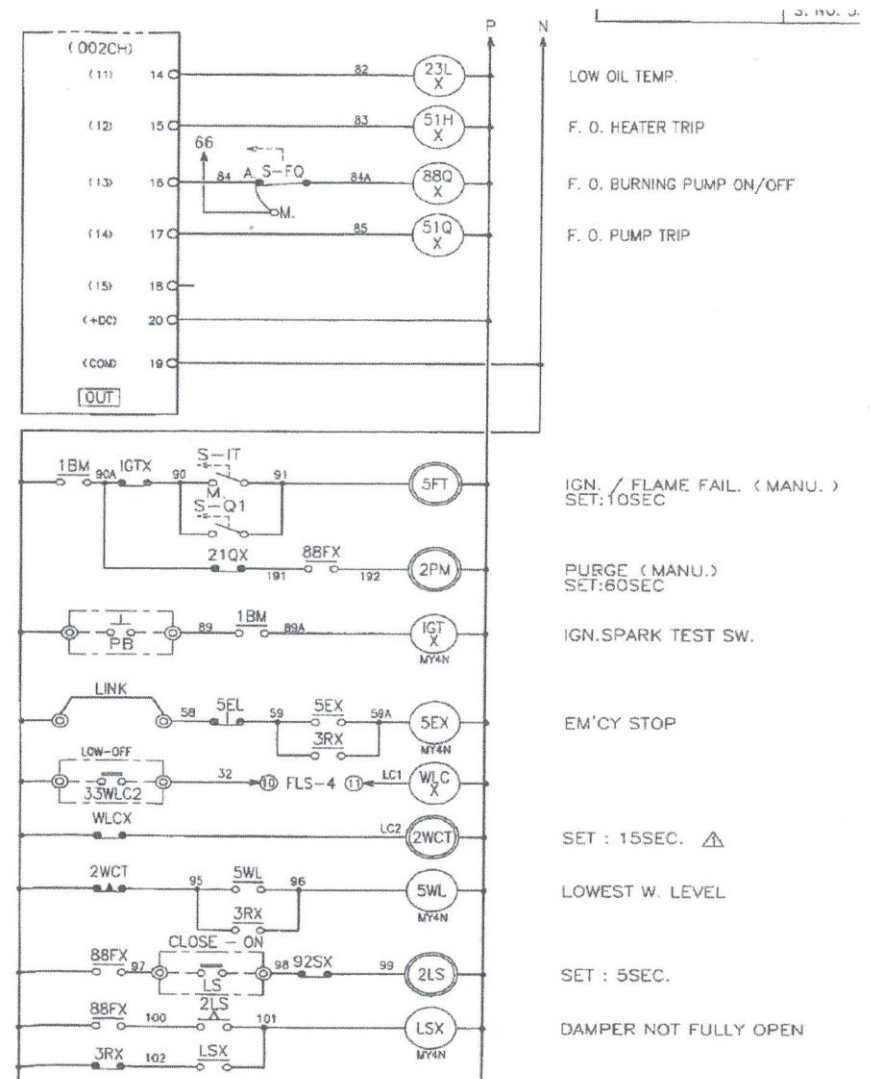 S. NO. 3.
P N
(002CH)
(11) 14 82 23L X LOW OIL TEMP.
(12) 15 83 51H X F. O. HEATER TRIP
66
(13) 16 84 A. S-FQ 84A 88Q X F. O. BURNING PUMP ON/OFF
M.
(14) 17 85 51Q X F. O. PUMP TRIP
(15) 18
(+DC) 20
(COM) 19
OUT
1BM 90A IGTX 90 S-IT 91 5FT IGN. / FLAME FAIL. (MANU.)
SET:10SEC
M.
S-Q1
21QX 191 88FX 192 2PM PURGE (MANU.)
SET:60SEC
PB 89 1BM 89A IGT X IGN.SPARK TEST SW.
MY4N
LINK
58 5EL 59 5EX 59A 5EX EM'CY STOP
3RX MY4N
LOW-OFF
33WLC2 32 10 FLS-4 11 LC1 WLC X
WLCX LC2 2WCT SET : 15SEC. 1
2WCT 95 5WL 96 5WL LOWEST W. LEVEL
3RX MY4N
CLOSE - ON
88FX 97 LS 98 92SX 99 2LS SET : 5SEC.
88FX 100 2LS 101 LSX DAMPER NOT FULLY OPEN
3RX 102 LSX MY4N